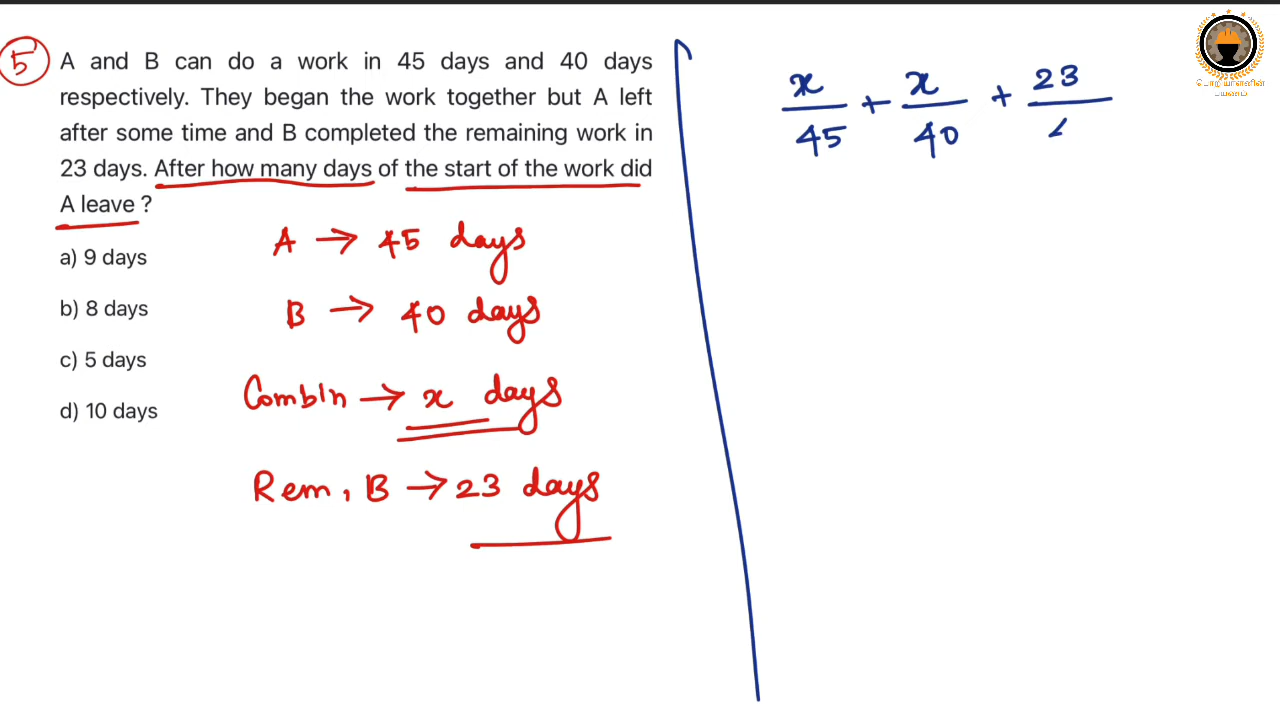 5
A and B can do a work in 45 days and 40 days
respectively. They began the work together but A left
after some time and B completed the remaining work in
23 days. After how many days of the start of the work did
A leave ?
a) 9 days
b) 8 days
c) 5 days
d) 10 days
A → 45 days
B → 40 days
Combin → x days
Rem, B → 23 days
x/45 + x/40 + 23/
பொறியாளனின்
பயணம்